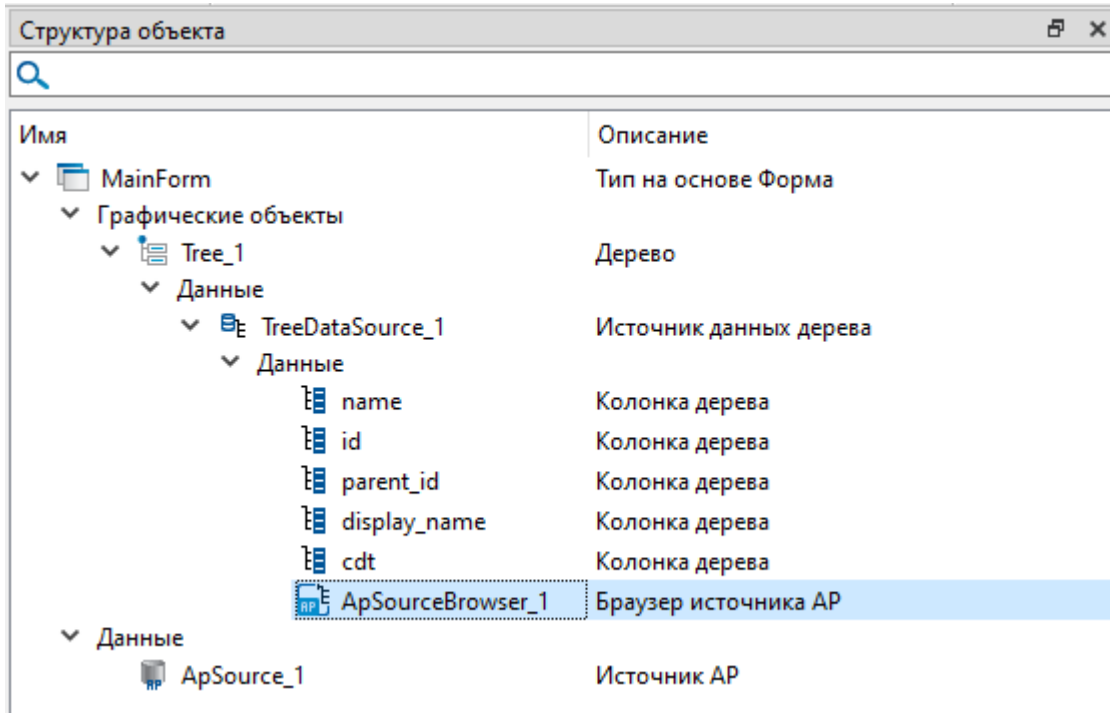 Структура объекта
Имя Описание
MainForm Тип на основе Форма
Графические объекты
Tree_1 Дерево
Данные
TreeDataSource_1 Источник данных дерева
Данные
name Колонка дерева
id Колонка дерева
parent_id Колонка дерева
display_name Колонка дерева
cdt Колонка дерева
AP ApSourceBrowser_1 Браузер источника AP
Данные
AP ApSource_1 Источник AP